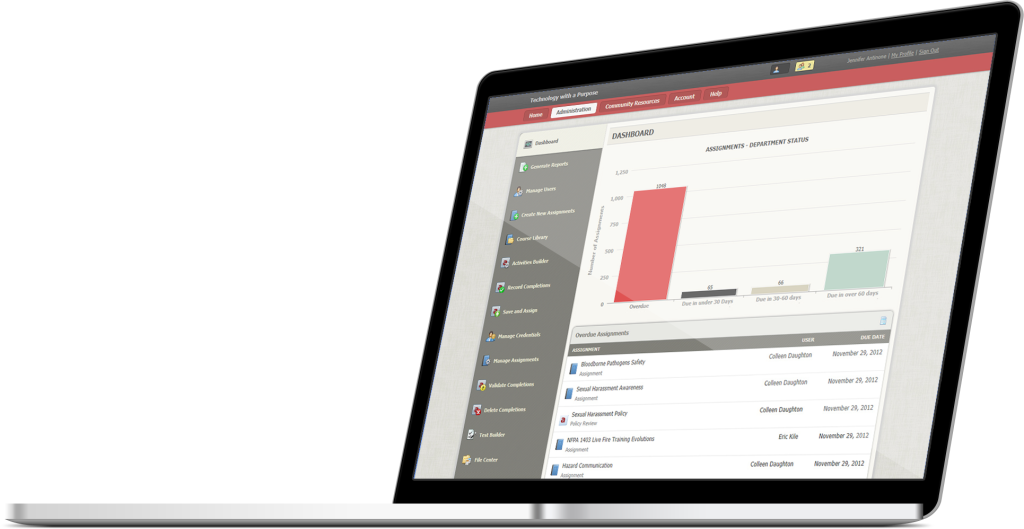 Technology with a Purpose
2
Jennifer Antinone | My Profile | Sign Out
Home Administration Community Resources Account Help
Dashboard
Generate Reports
Manage Users
Create New Assignments
Course Library
Activities Builder
Record Completions
Save and Assign
Manage Credentials
Manage Assignments
Validate Completions
Delete Completions
Test Builder
File Center
DASHBOARD
ASSIGNMENTS - DEPARTMENT STATUS
Number of Assignments
1,250
1,000
750
500
250
0
1048
65
66
321
Overdue
Due in under 30 Days
Due in 30-60 days
Due in over 60 days
Overdue Assignments
ASSIGNMENT USER DUE DATE
Bloodborne Pathogens Safety Colleen Daughton November 29, 2012
Assignment
Sexual Harassment Awareness Colleen Daughton November 29, 2012
Assignment
Sexual Harassment Policy Colleen Daughton November 29, 2012
Policy Review
NFPA 1403 Live Fire Training Evolutions Eric Kile November 29, 2012
Assignment
Hazard Communication Colleen Daughton November 29, 2012
Assignment